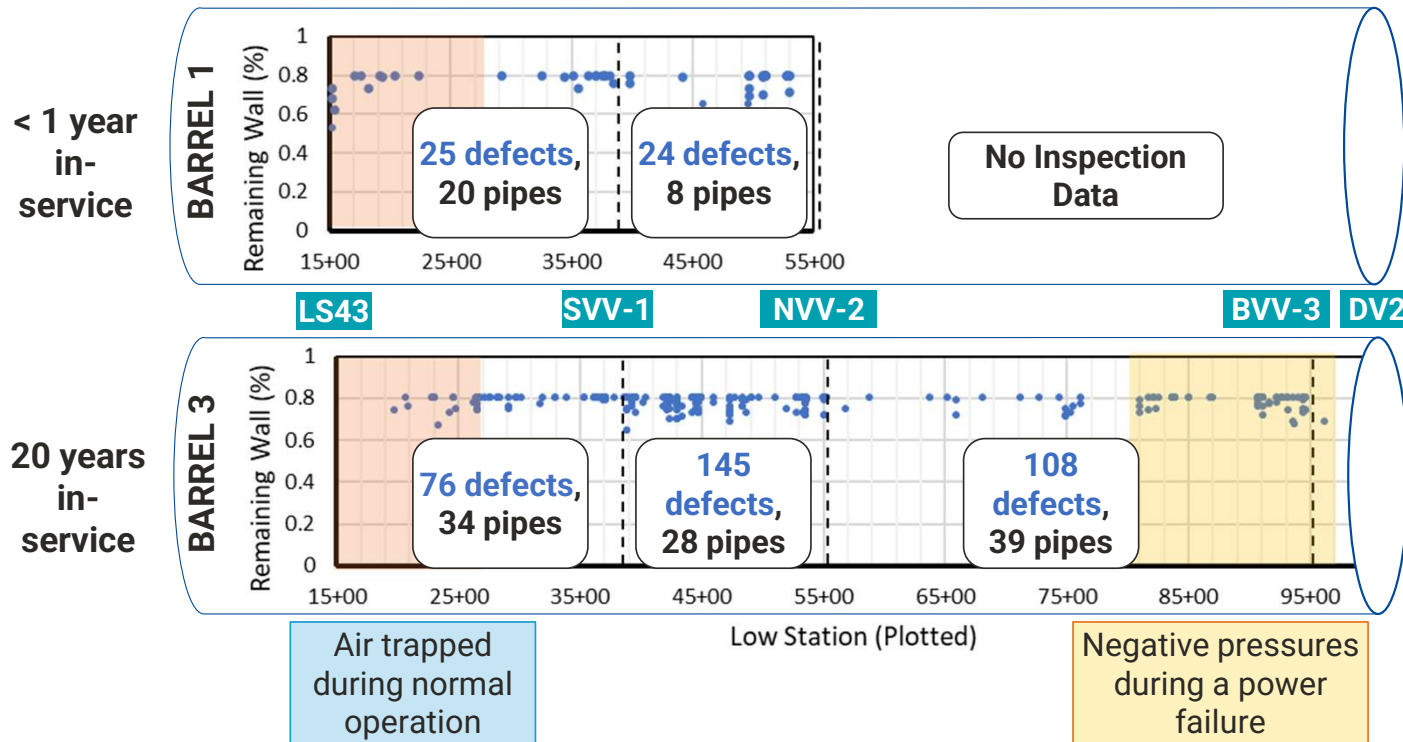 < 1 year
in-
service
BARREL 1
Remaining Wall (%)
1
0.8
0.6
0.4
0.2
0
25 defects,
20 pipes
24 defects,
8 pipes
No Inspection
Data
15+00 25+00 35+00 45+00 55+00
LS43 SVV-1 NVV-2 BVV-3 DV2
20 years
in-
service
BARREL 3
Remaining Wall (%)
1
0.8
0.6
0.4
0.2
0
76 defects,
34 pipes
145
defects,
28 pipes
108
defects,
39 pipes
15+00 25+00 35+00 45+00 55+00 65+00 75+00 85+00 95+00
Low Station (Plotted)
Air trapped
during normal
operation
Negative pressures
during a power
failure